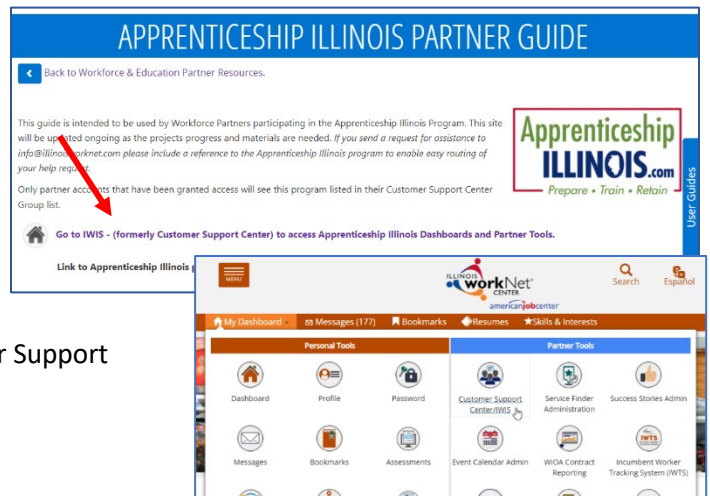 APPRENTICESHIP ILLINOIS PARTNER GUIDE
Back to Workforce & Education Partner Resources.
This guide is intended to be used by Workforce Partners participating in the Apprenticeship Illinois Program. This site
will be updated ongoing as the projects progress and materials are needed. If you send a request for assistance to
info@illinoisworknet.com please include a reference to the Apprenticeship Illinois program to enable easy routing of
your help request.
Only partner accounts that have been granted access will see this program listed in their Customer Support Center
Group list.
Apprenticeship
ILLINOIS.com
Prepare • Train • Retain
User Guides
Go to IWIS - (formerly Customer Support Center) to access Apprenticeship Illinois Dashboards and Partner Tools.
Link to Apprenticeship Illinois
r Support
MENU
ILLINOIS
workNet®
CENTER
americanjobcenter
Search
Español
My Dashboard
Messages (177)
Bookmarks
Resumes
Skills & Interests
Personal Tools
Partner Tools
Dashboard
Profile
Password
Customer Support
Center/IWIS
Service Finder
Administration
Success Stories Admin
IWTS
Messages
Bookmarks
Assessments
Event Calendar Admin
WIOA Contract
Reporting
Incumbent Worker
Tracking System (IWTS)